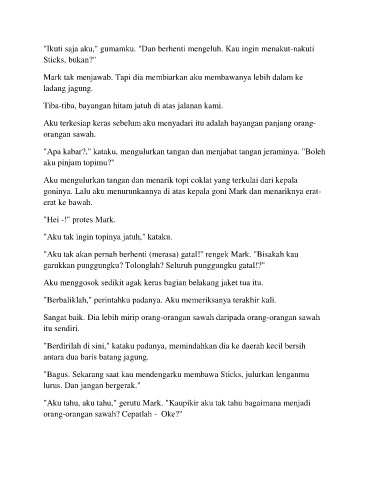 "Ikuti saja aku," gumamku. "Dan berhenti mengeluh. Kau ingin menakut-nakuti
Sticks, bukan?"
Mark tak menjawab. Tapi dia membiarkan aku membawanya lebih dalam ke
ladang jagung.
Tiba-tiba, bayangan hitam jatuh di atas jalanan kami.
Aku terkesiap keras sebelum aku menyadari itu adalah bayangan panjang orang-
orangan sawah.
"Apa kabar?," kataku, mengulurkan tangan dan menjabat tangan jeraminya. "Boleh
aku pinjam topimu?"
Aku mengulurkan tangan dan menarik topi coklat yang terkulai dari kepala
goninya. Lalu aku menurunkannya di atas kepala goni Mark dan menariknya erat-
erat ke bawah.
"Hei -!" protes Mark.
"Aku tak ingin topinya jatuh," kataku.
"Aku tak akan pernah berhenti (merasa) gatal!" rengek Mark. "Bisakah kau
garukkan punggungku? Tolonglah? Seluruh punggungku gatal!?"
Aku menggosok sedikit agak keras bagian belakang jaket tua itu.
"Berbaliklah," perintahku padanya. Aku memeriksanya terakhir kali.
Sangat baik. Dia lebih mirip orang-orangan sawah daripada orang-orangan sawah
itu sendiri.
"Berdirilah di sini," kataku padanya, memindahkan dia ke daerah kecil bersih
antara dua baris batang jagung.
"Bagus. Sekarang saat kau mendengarku membawa Sticks, julurkan lenganmu
lurus. Dan jangan bergerak."
"Aku tahu, aku tahu," gerutu Mark. "Kaupikir aku tak tahu bagaimana menjadi
orang-orangan sawah? Cepatlah - Oke?"